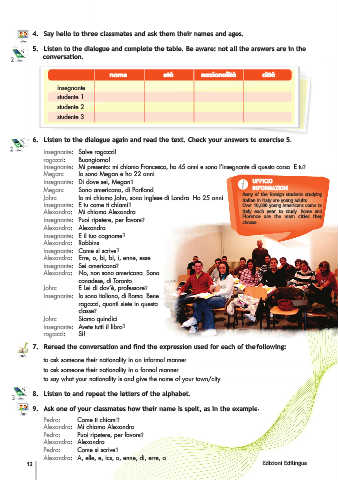 4. Say hello to three classmates and ask them their names and ages.
5. Listen to the dialogue and complete the table. Be aware: not all the answers are in the
conversation.
nome età nazionalità città
insegnante
studente 1
studente 2
studente 3
6. Listen to the dialogue again and read the text. Check your answers to exercise 5.
insegnante: Salve ragazzi!
ragazzi: Buongiorno!
insegnante: Mi presento: mi chiamo Francesca, ho 45 anni e sono l'insegnante di questo corso. E tu?
Megan: Io sono Megan e ho 22 anni.
insegnante: Di dove sei, Megan?
Megan: Sono americana, di Portland.
John: Io mi chiamo John, sono inglese di Londra. Ho 25 anni.
insegnante: E tu come ti chiami?
Alexandra: Mi chiamo Alexandra.
insegnante: Puoi ripetere, per favore?
Alexandra: Alexandra.
insegnante: E il tuo cognome?
Alexandra: Robbins.
insegnante: Come si scrive?
Alexandra: Erre, o, bi, bi, i, enne, esse.
insegnante: Sei americana?
Alexandra: No, non sono americana. Sono
canadese, di Toronto.
John: E Lei di dov'è, professore?
insegnante: Io sono italiano, di Roma. Bene
ragazzi, quanti siete in questa
classe?
John: Siamo quindici.
insegnante: Avete tutti il libro?
ragazzi: Sì!
UFFICIO
INFORMAZIONI
Many of the foreign students studying
Italian in Italy are young adults.
Over 10,000 young americans come to
Italy each year to study. Rome and
Florence are the main cities they
choose.
7. Reread the conversation and find the expression used for each of the following:
to ask someone their nationality in an informal manner
to ask someone their nationality in a formal manner
to say what your nationality is and give the name of your town/city
8. Listen to and repeat the letters of the alphabet.
9. Ask one of your classmates how their name is spelt, as in the example.
Pedro: Come ti chiami?
Alexandra: Mi chiamo Alexandra.
Pedro: Puoi ripetere, per favore?
Alexandra: Alexandra.
Pedro: Come si scrive?
Alexandra: A, elle, e, ics, a, enne, di, erre, a.
12
Edizioni Edilingua